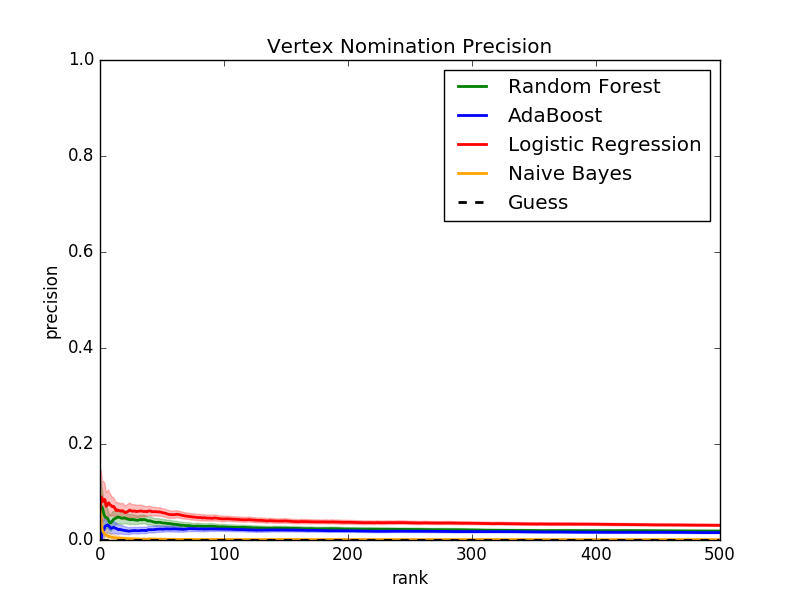 Vertex Nomination Precision
1.0
0.8
0.6
0.4
0.2
0.0
precision
Random Forest
AdaBoost
Logistic Regression
Naive Bayes
Guess
0 100 200 300 400 500
rank